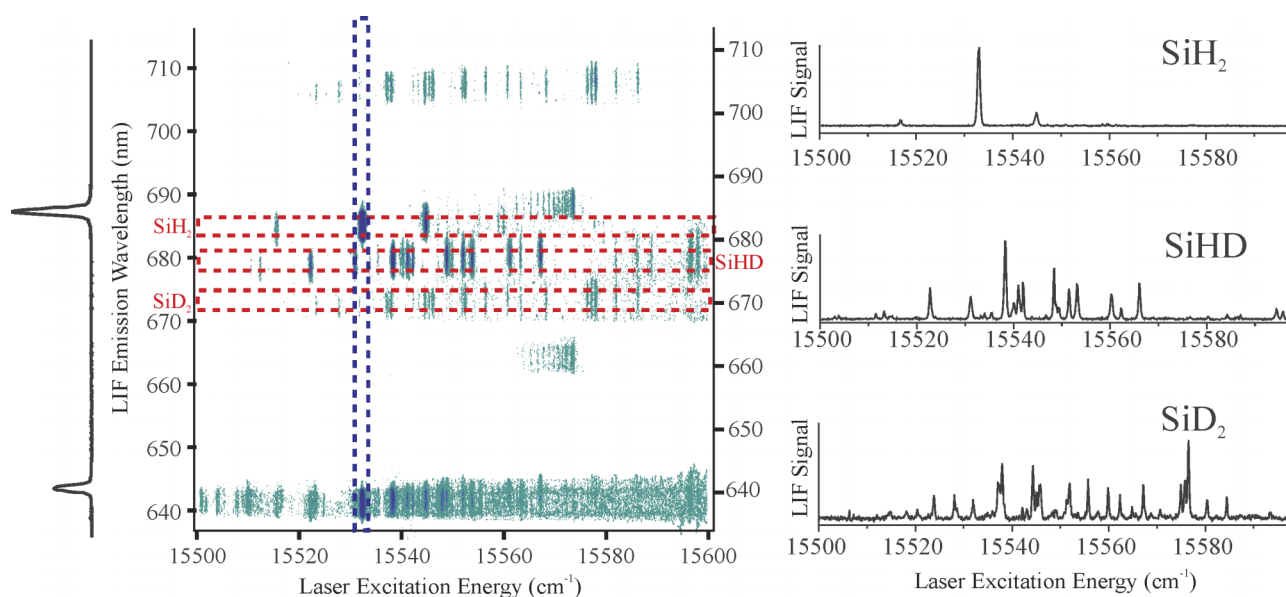 LIF Emission Wavelength (nm)
710
700
690
680
670
660
650
640
SiH₂
SiD₂
15500 15520 15540 15560 15580 15600
Laser Excitation Energy (cm⁻¹)
710
700
690
680
SiHD
670
660
650
640
SiH₂
LIF Signal
15500 15520 15540 15560 15580
SiHD
LIF Signal
15500 15520 15540 15560 15580
SiD₂
LIF Signal
15500 15520 15540 15560 15580
Laser Excitation Energy (cm⁻¹)